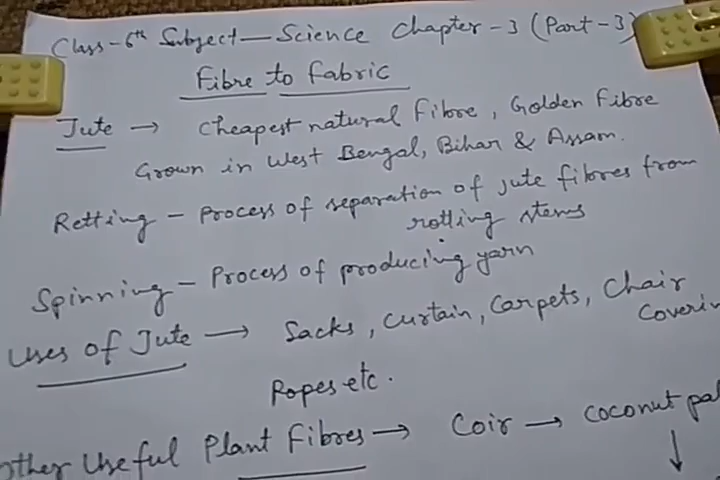 Class-6th Subject — Science Chapter - 3 (Part-3)
Fibre to Fabric
Jute → Cheapest natural fibre, Golden Fibre
Grown in West Bengal, Bihar & Assam.
Retting - Process of separation of jute fibres from
rotting stems
Spinning - Process of producing yarn
Uses of Jute → Sacks, Curtain, Carpets, Chair
Ropes etc.
Useful Plant Fibres → Coir → Coconut